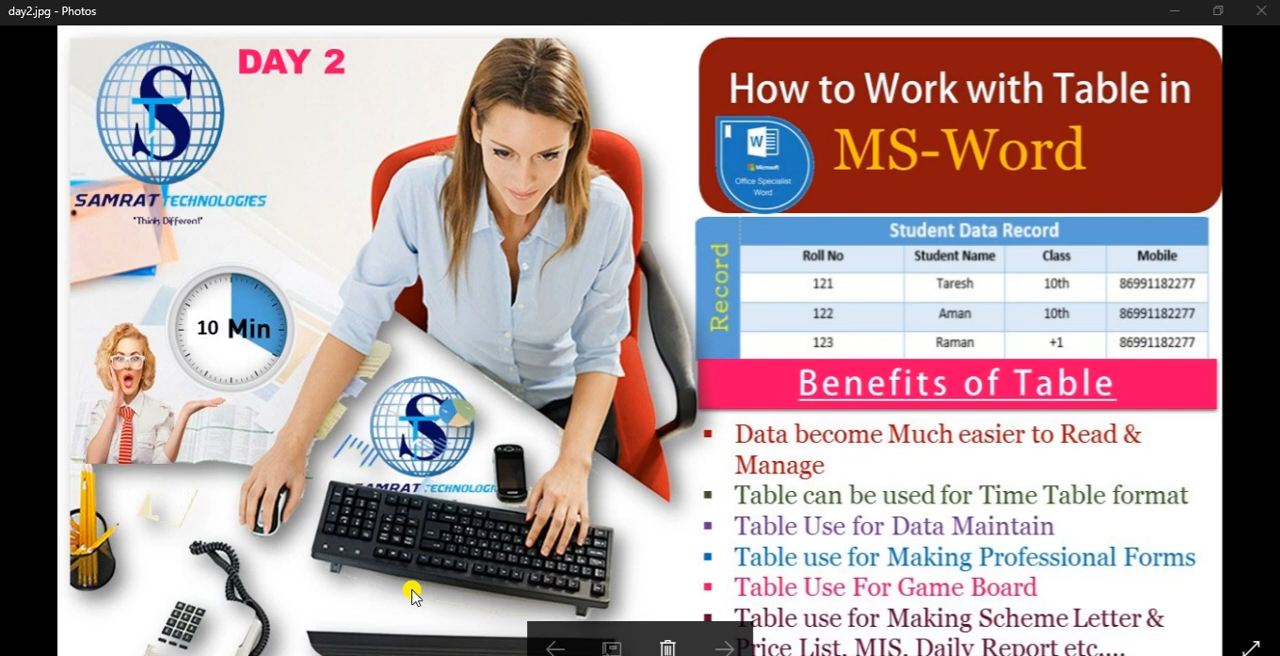 day2.jpg - Photos
DAY 2
S
T
SAMRAT TECHNOLOGIES
"Think Different"
10 Min
S
T
SAMRAT TECHNOLOGI
How to Work with Table in
MS-Word
W
Microsoft
Office Specialist
Word
Record
Student Data Record
Roll No Student Name Class Mobile
121 Taresh 10th 86991182277
122 Aman 10th 86991182277
123 Raman +1 86991182277
Benefits of Table
▪ Data become Much easier to Read &
Manage
▪ Table can be used for Time Table format
▪ Table Use for Data Maintain
▪ Table use for Making Professional Forms
▪ Table Use For Game Board
▪ Table use for Making Scheme Letter &
Price List, MIS, Daily Report etc....